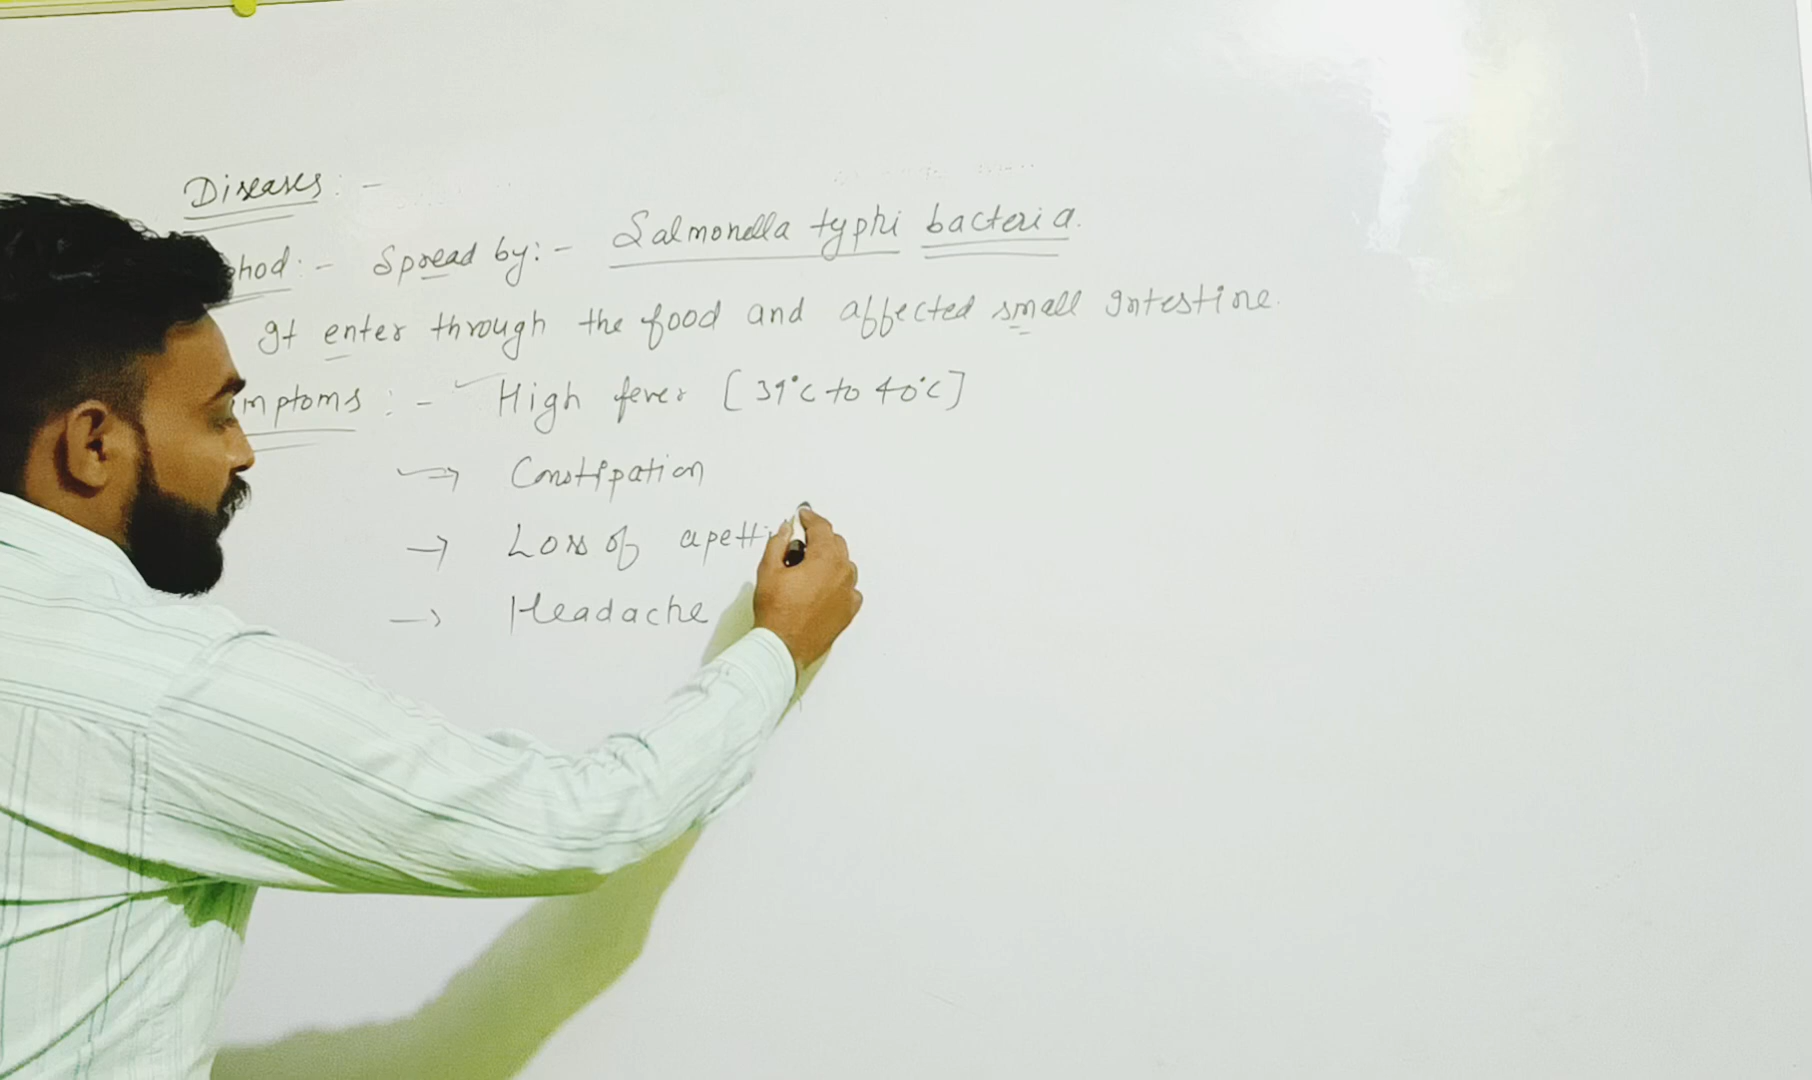 Diseases : -
phod : - Spread by : - Salmonella typhi bacteria.
It enter through the food and affected small Intestine.
mptoms : - High fever [39°c to 40°c]
→ Constipation
→ Loss of apetti
→ Headache